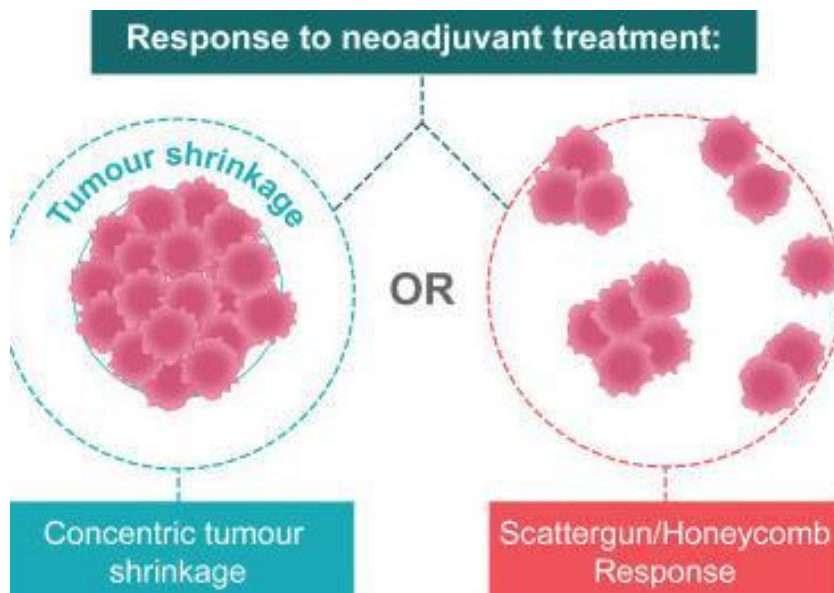 Response to neoadjuvant treatment:
Tumour shrinkage
OR
Concentric tumour
shrinkage
Scattergun/Honeycomb
Response